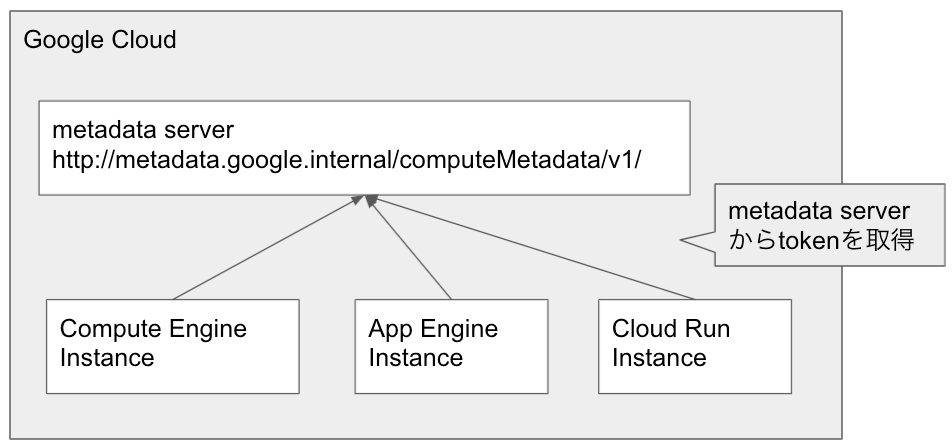 Google Cloud
metadata server
http://metadata.google.internal/computeMetadata/v1/
metadata server
からtokenを取得
Compute Engine
Instance
App Engine
Instance
Cloud Run
Instance